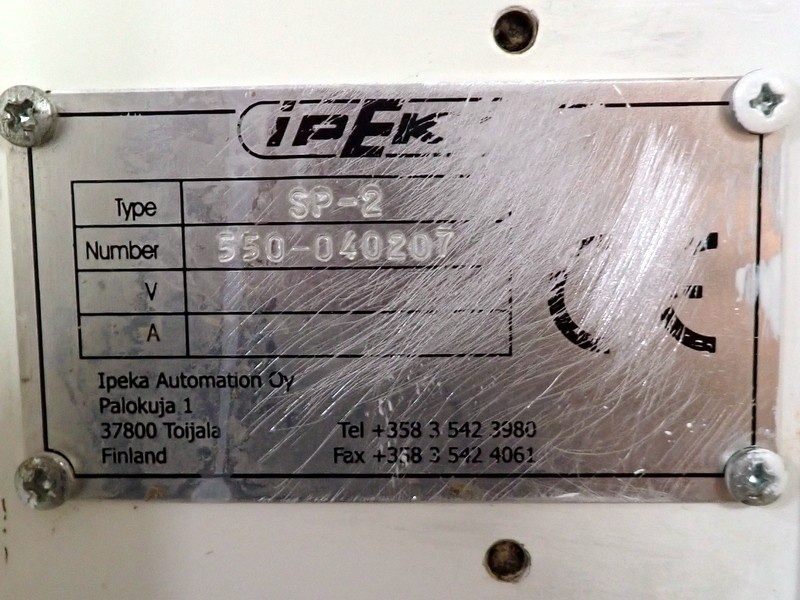 IPEK
Type SP-2
Number 550-040207
V
A
Ipeka Automation Oy
Palokuja 1
37800 Toijala
Finland
Tel +358 3 542 3980
Fax +358 3 542 4061
CE